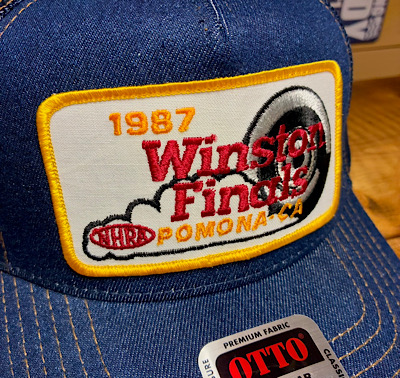 1987
Winston
Finals
NHRA
POMONA-CA
PREMIUM FABRIC
OTTO